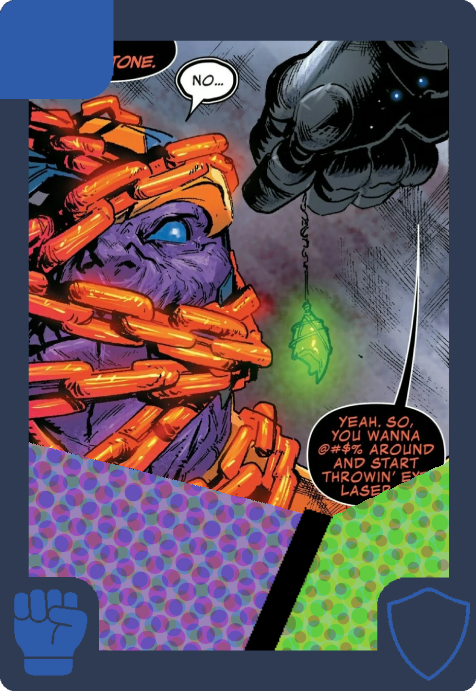 TONE.
NO...
YEAH. SO,
YOU WANNA
@#$% AROUND
AND START
THROWIN'